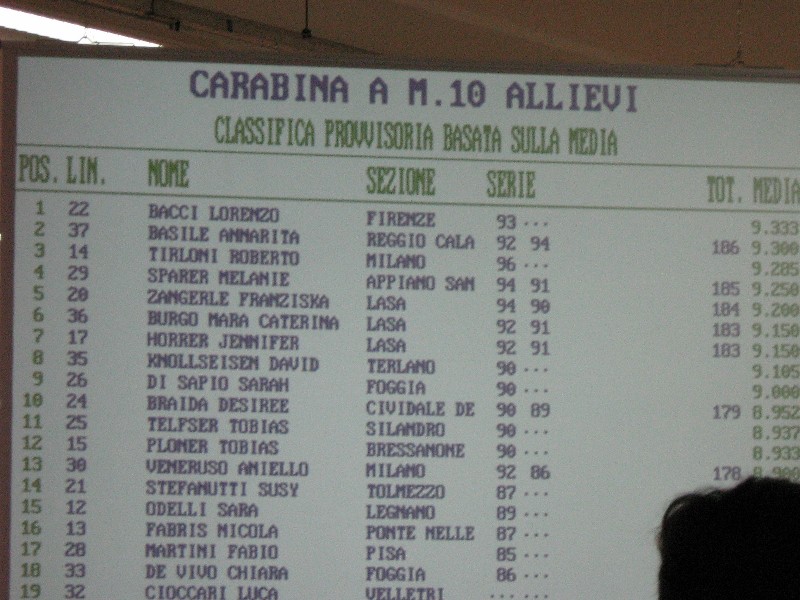 CARABINA A M.10 ALLIEVI
CLASSIFICA PROVVISORIA BASATA SULLA MEDIA
POS. LIN. NOME SEZIONE SERIE TOT. MEDIA
1 22 BACCI LORENZO FIRENZE 93 ... 9.333
2 37 BASILE ANNARITA REGGIO CALA 92 94 186 9.300
3 14 TIRLONI ROBERTO MILANO 96 ... 9.285
4 29 SPARER MELANIE APPIANO SAN 94 91 185 9.250
5 20 ZANGERLE FRANZISKA LASA 94 90 184 9.200
6 36 BURGO MARA CATERINA LASA 92 91 183 9.150
7 17 HORRER JENNIFER LASA 92 91 183 9.150
8 35 KNOLLSEISEN DAVID TERLANO 90 ... 9.105
9 26 DI SAPIO SARAH FOGGIA 90 ... 9.000
10 24 BRAIDA DESIREE CIVIDALE DE 90 89 179 8.952
11 25 TELFSER TOBIAS SILANDRO 90 ... 8.937
12 15 PLONER TOBIAS BRESSANONE 90 ... 8.933
13 30 VENERUSO ANIELLO MILANO 92 86 178 8.900
14 21 STEFANUTTI SUSY TOLMEZZO 87 ...
15 12 ODELLI SARA LEGNANO 89 ...
16 13 FABRIS NICOLA PONTE NELLE 87 ...
17 28 MARTINI FABIO PISA 85 ...
18 33 DE VIVO CHIARA FOGGIA 86 ...
19 32 CIOCCARI LUCA VELLETRI ... ...